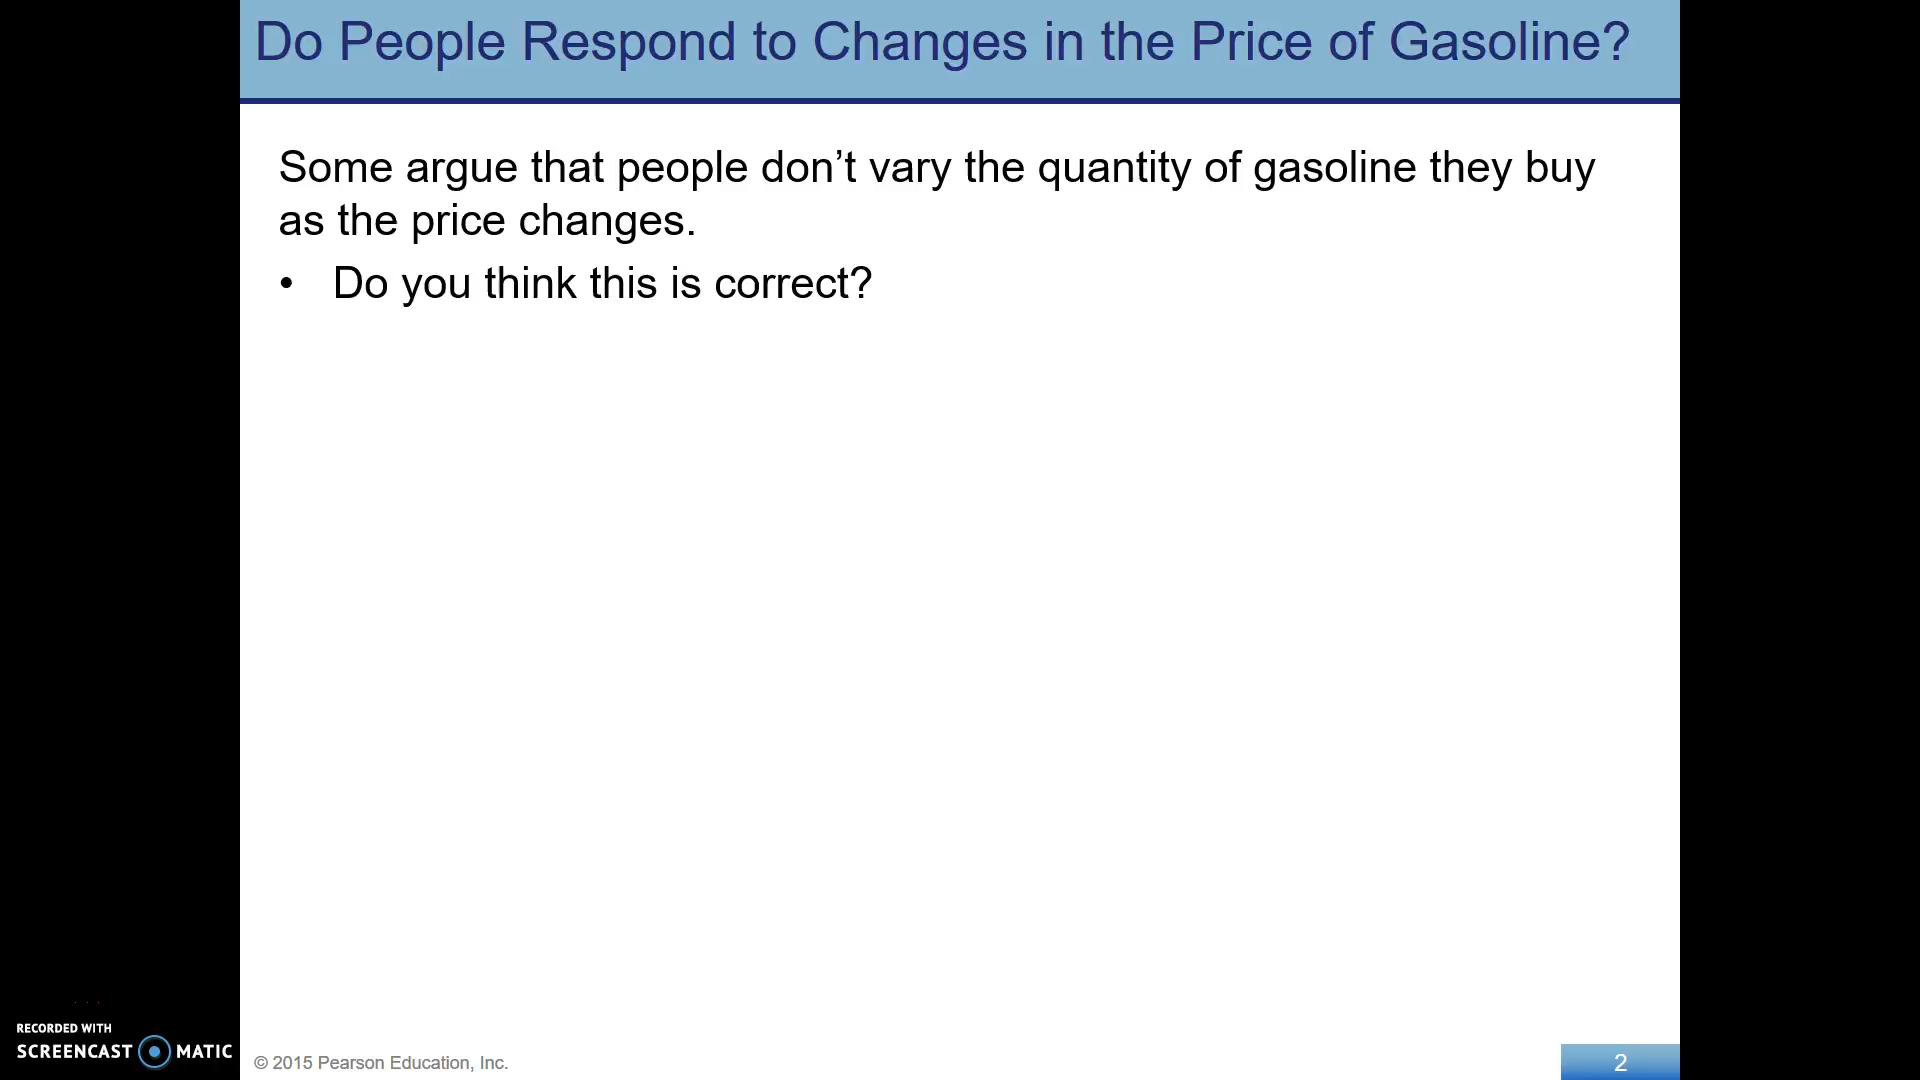 Do People Respond to Changes in the Price of Gasoline?
Some argue that people don’t vary the quantity of gasoline they buy
as the price changes.
• Do you think this is correct?
RECORDED WITH
SCREENCAST MATIC
© 2015 Pearson Education, Inc.
2